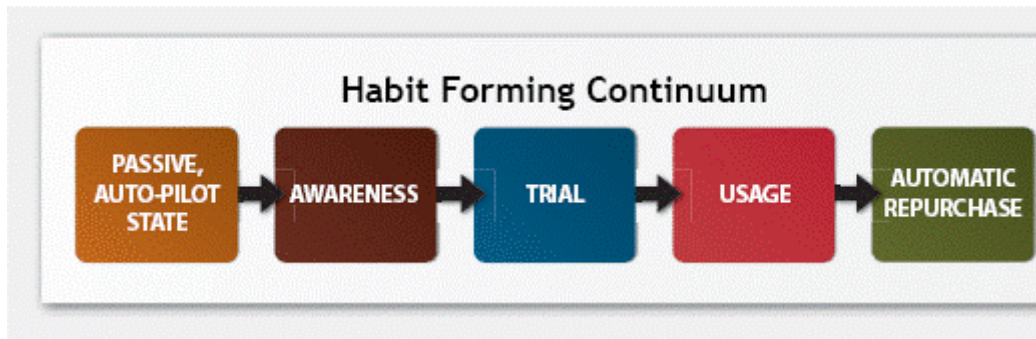 Habit Forming Continuum
PASSIVE,
AUTO-PILOT
STATE
AWARENESS
TRIAL
USAGE
AUTOMATIC
REPURCHASE